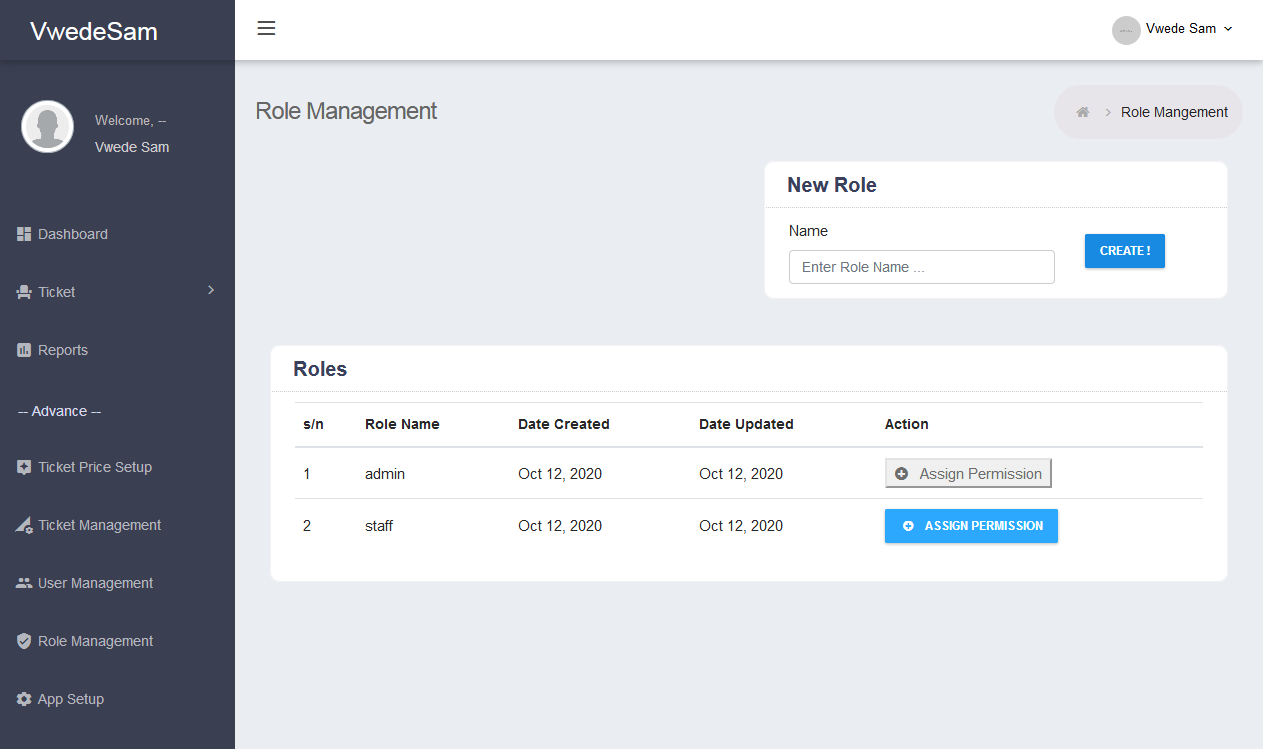 VwedeSam
Vwede Sam
Welcome, --
Vwede Sam
Dashboard
Ticket
Reports
-- Advance --
Ticket Price Setup
Ticket Management
User Management
Role Management
App Setup
Role Management
Role Mangement
New Role
Name
Enter Role Name ...
CREATE !
Roles
s/n Role Name Date Created Date Updated Action
1 admin Oct 12, 2020 Oct 12, 2020 Assign Permission
2 staff Oct 12, 2020 Oct 12, 2020 ASSIGN PERMISSION